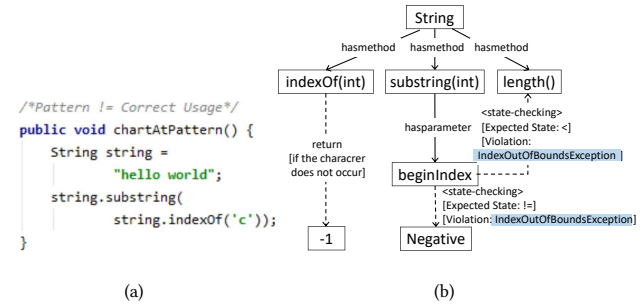 /*Pattern != Correct Usage*/
public void chartAtPattern() {
String string =
"hello world";
string.substring(
string.indexOf('c'));
}
(a)
String
hasmethod hasmethod hasmethod
indexOf(int) substring(int) length()
<state-checking>
[Expected State: <]
[Violation:
IndexOutOfBoundsException ]
return
[if the characrer
does not occur]
hasparameter
beginIndex
<state-checking>
[Expected State: !=]
[Violation: IndexOutOfBoundsException]
-1
Negative
(b)